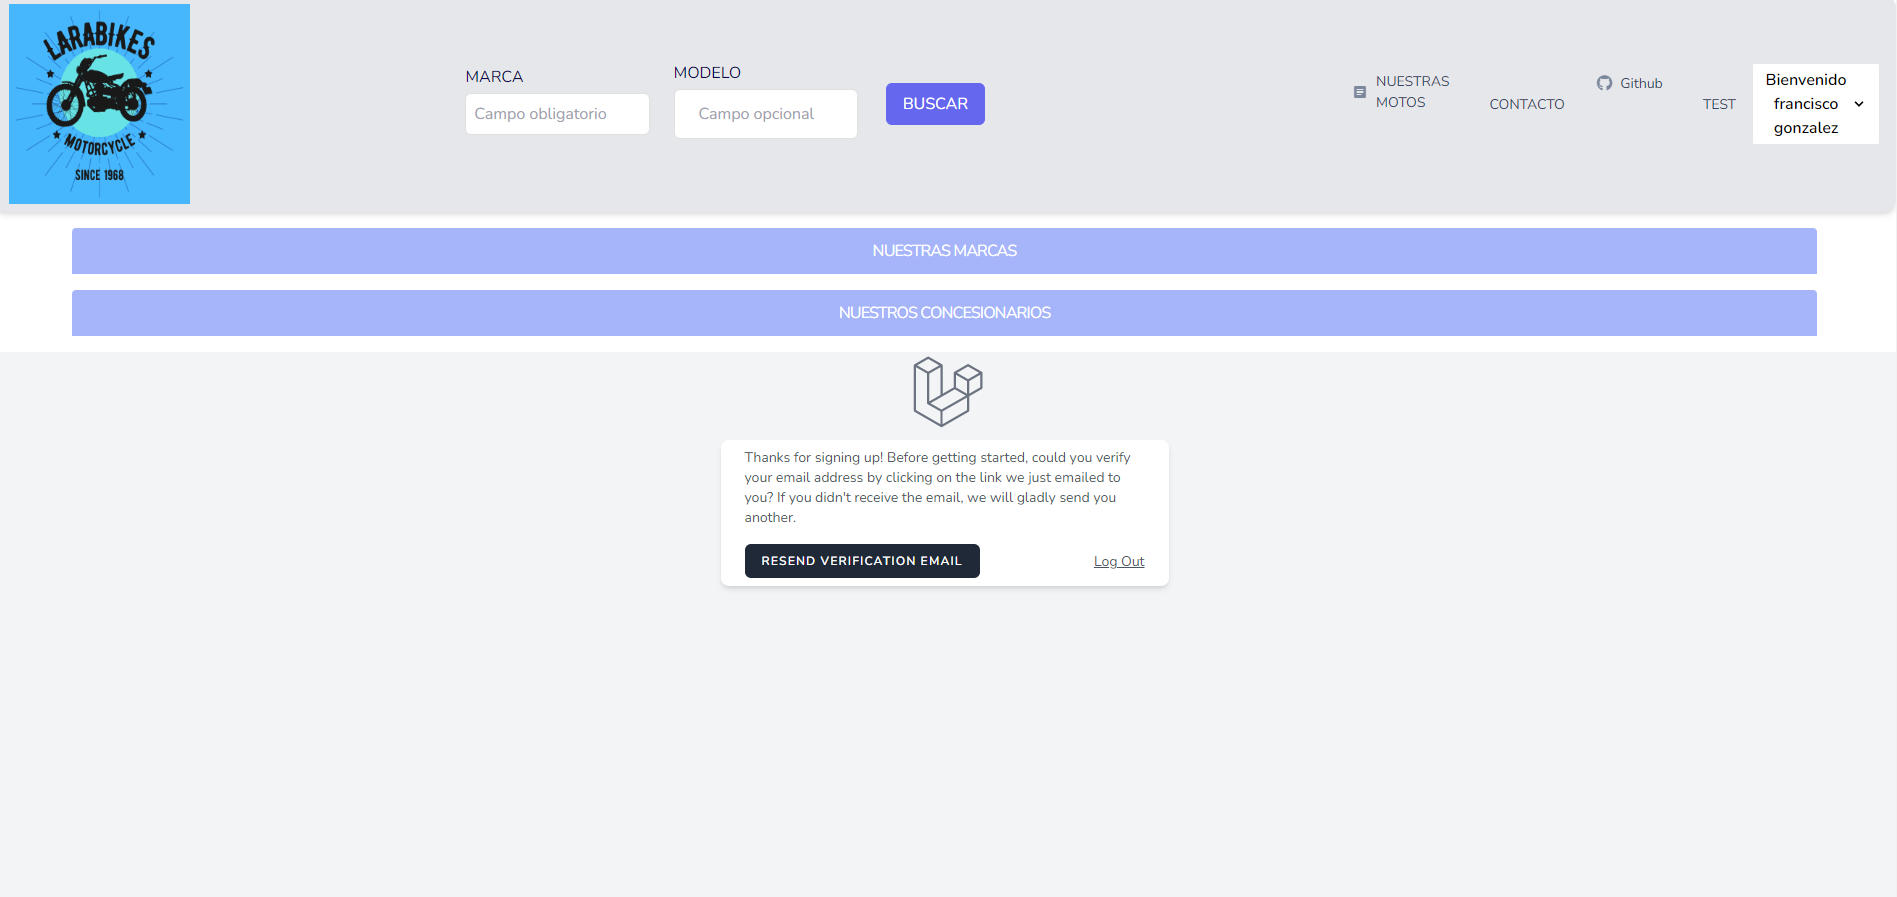 LARABIKES
MOTORCYCLE
SINCE 1968
MARCA
Campo obligatorio
MODELO
Campo opcional
BUSCAR
NUESTRAS
MOTOS
CONTACTO
Github
TEST
Bienvenido
francisco
gonzalez
NUESTRAS MARCAS
NUESTROS CONCESIONARIOS
Thanks for signing up! Before getting started, could you verify
your email address by clicking on the link we just emailed to
you? If you didn't receive the email, we will gladly send you
another.
RESEND VERIFICATION EMAIL
Log Out